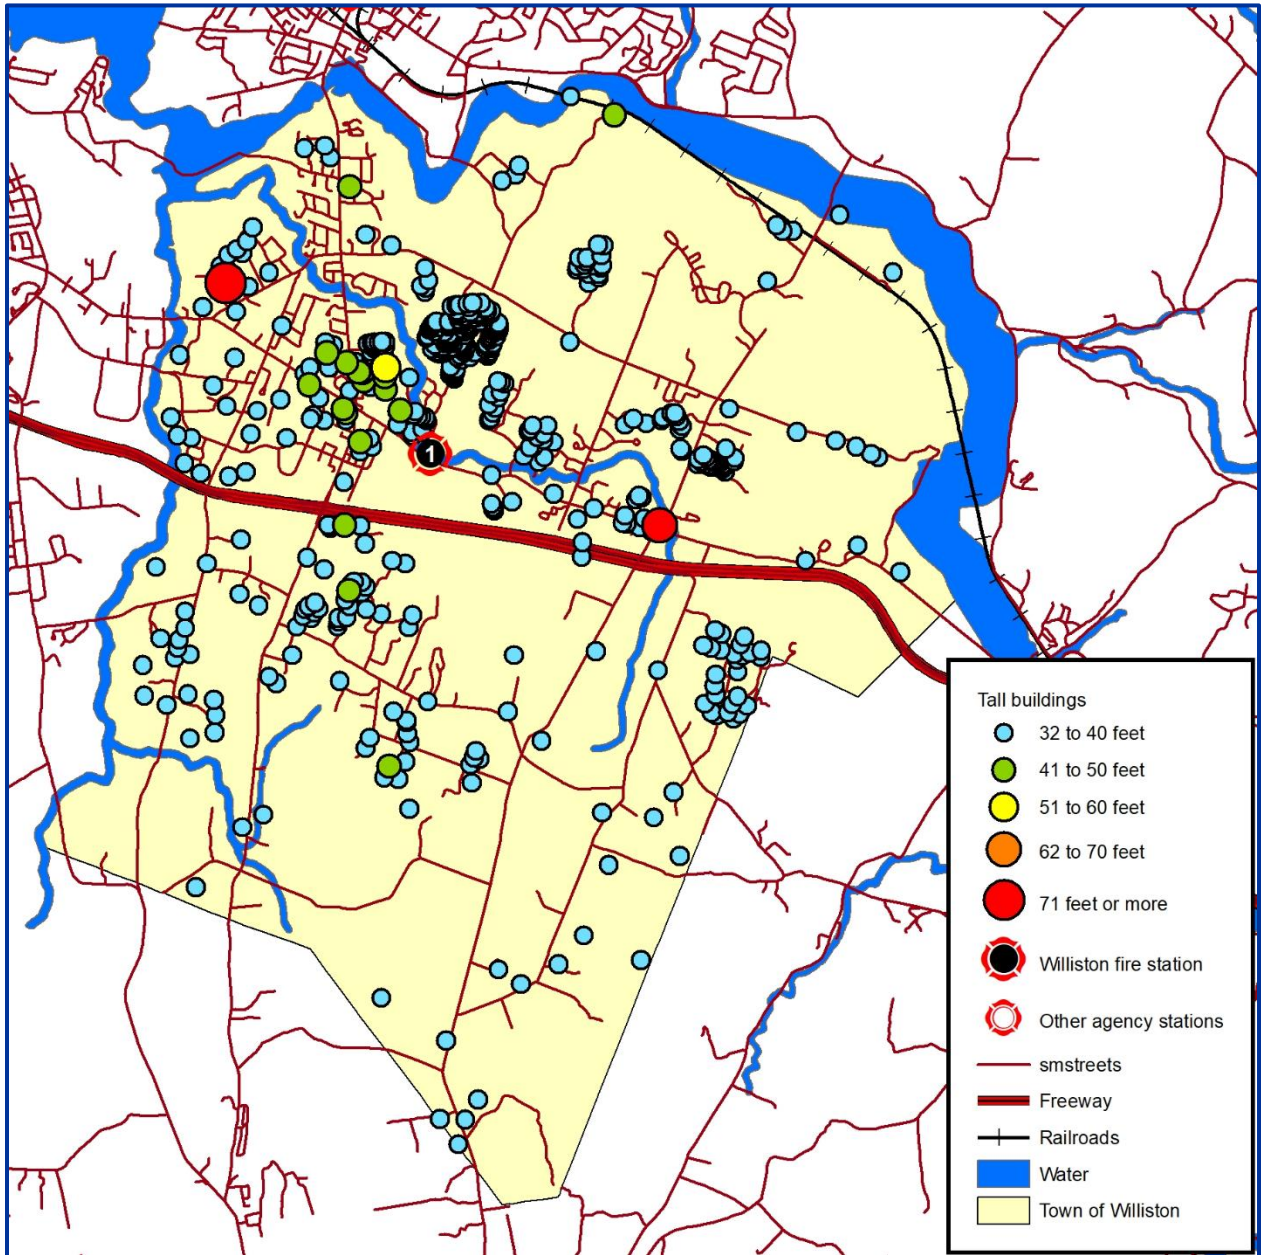 1
Tall buildings
32 to 40 feet
41 to 50 feet
51 to 60 feet
62 to 70 feet
71 feet or more
Williston fire station
Other agency stations
smstreets
Freeway
Railroads
Water
Town of Williston